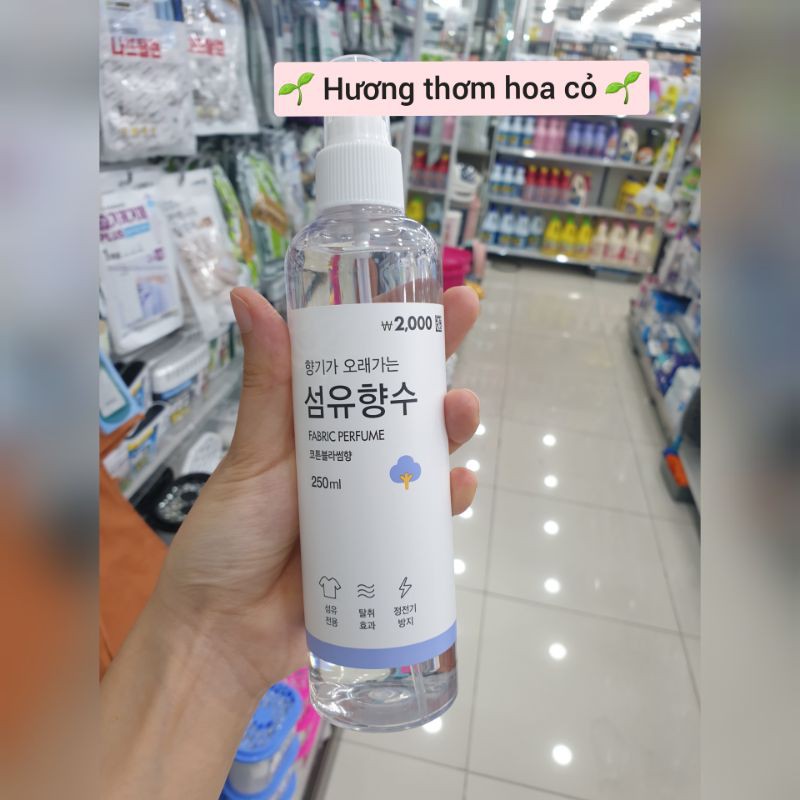 🌱 Hương thơm hoa cỏ 🌱
₩2,000
향기가 오래가는
섬유향수
FABRIC PERFUME
코튼블라썸향
250ml
섬유
전용
탈취
효과
정전기
방지